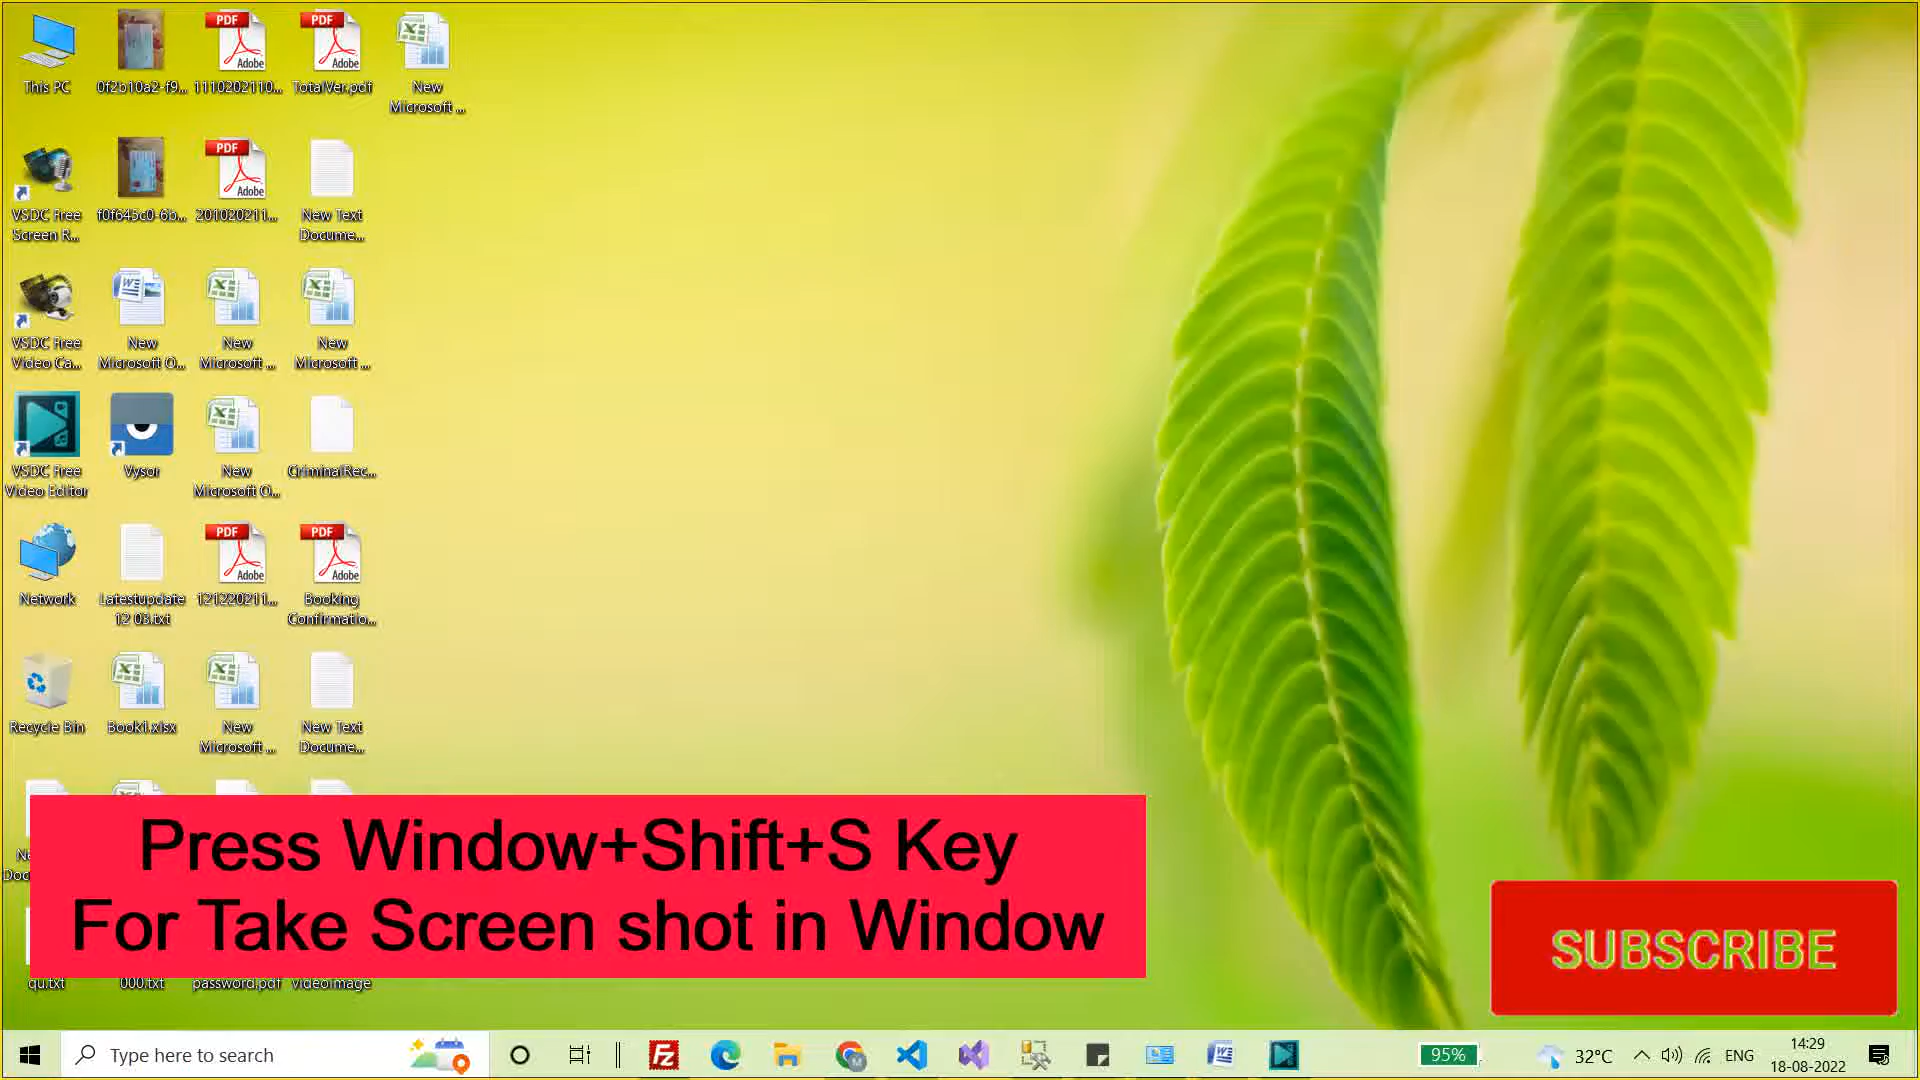 This PC
0f2b10a2-f9...
1110202110...
TotalVer.pdf
New
Microsoft ...
VSDC Free
Screen R...
f0f645c0-6b...
201020211...
New Text
Docume...
VSDC Free
Video Ca...
New
Microsoft O...
New
Microsoft ...
New
Microsoft ...
VSDC Free
Video Editor
Vysor
New
Microsoft O...
CriminalRec...
Network
Latestupdate
12 03.txt
121220211...
Booking
Confirmatio...
Recycle Bin
Book1.xlsx
New
Microsoft ...
New Text
Docume...
Press Window+Shift+S Key
For Take Screen shot in Window
qu.txt
000.txt
password.pdf
videoimage
SUBSCRIBE
Type here to search
95%
32°C
ENG
14:29
18-08-2022